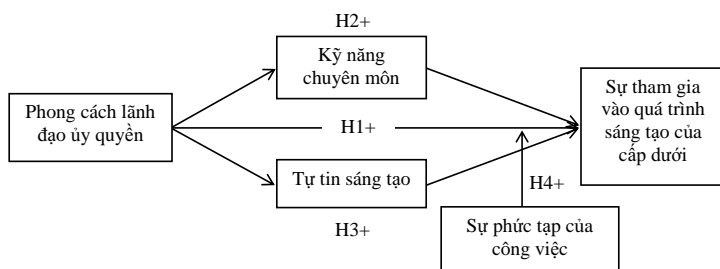 H2+
Kỹ năng
chuyên môn
Phong cách lãnh
đạo ủy quyền
H1+
Sự tham gia
vào quá trình
sáng tạo của
cấp dưới
Tự tin sáng tạo
H4+
H3+
Sự phức tạp của
công việc